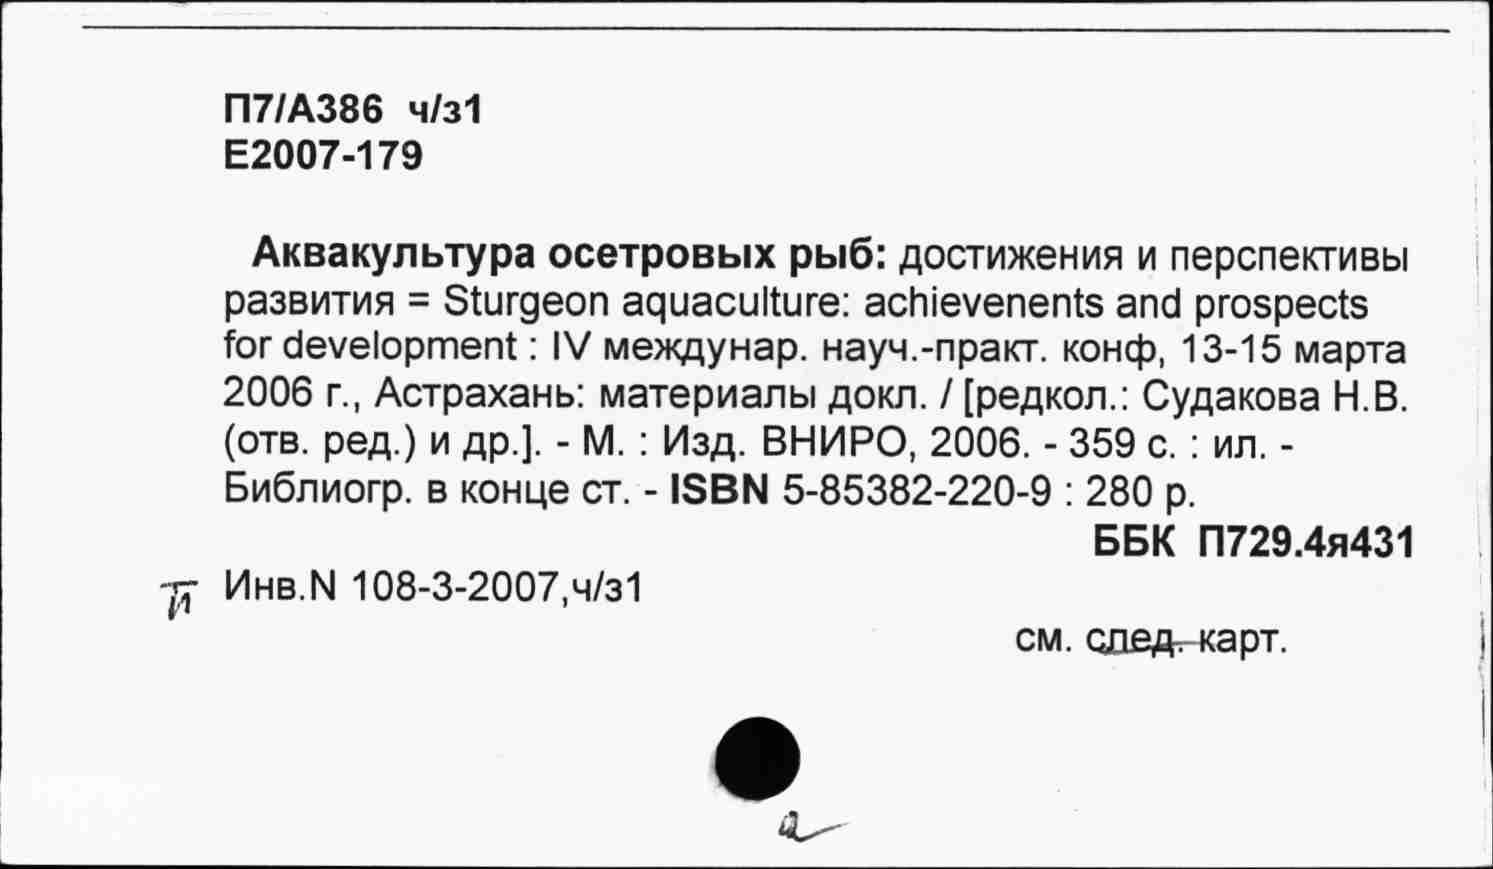 П7/А386 ч/з1
Е2007-179
Аквакультура осетровых рыб: достижения и перспективы
развития = Sturgeon aquaculture: achievenents and prospects
for development : IV междунар. науч.-практ. конф, 13-15 марта
2006 г., Астрахань: материалы докл. / [редкол.: Судакова Н.В.
(отв. ред.) и др.]. - М. : Изд. ВНИРО, 2006. - 359 с. : ил. -
Библиогр. в конце ст. - ISBN 5-85382-220-9 : 280 р.
ББК П729.4я431
Инв.N 108-3-2007,ч/з1
см. след. карт.
а